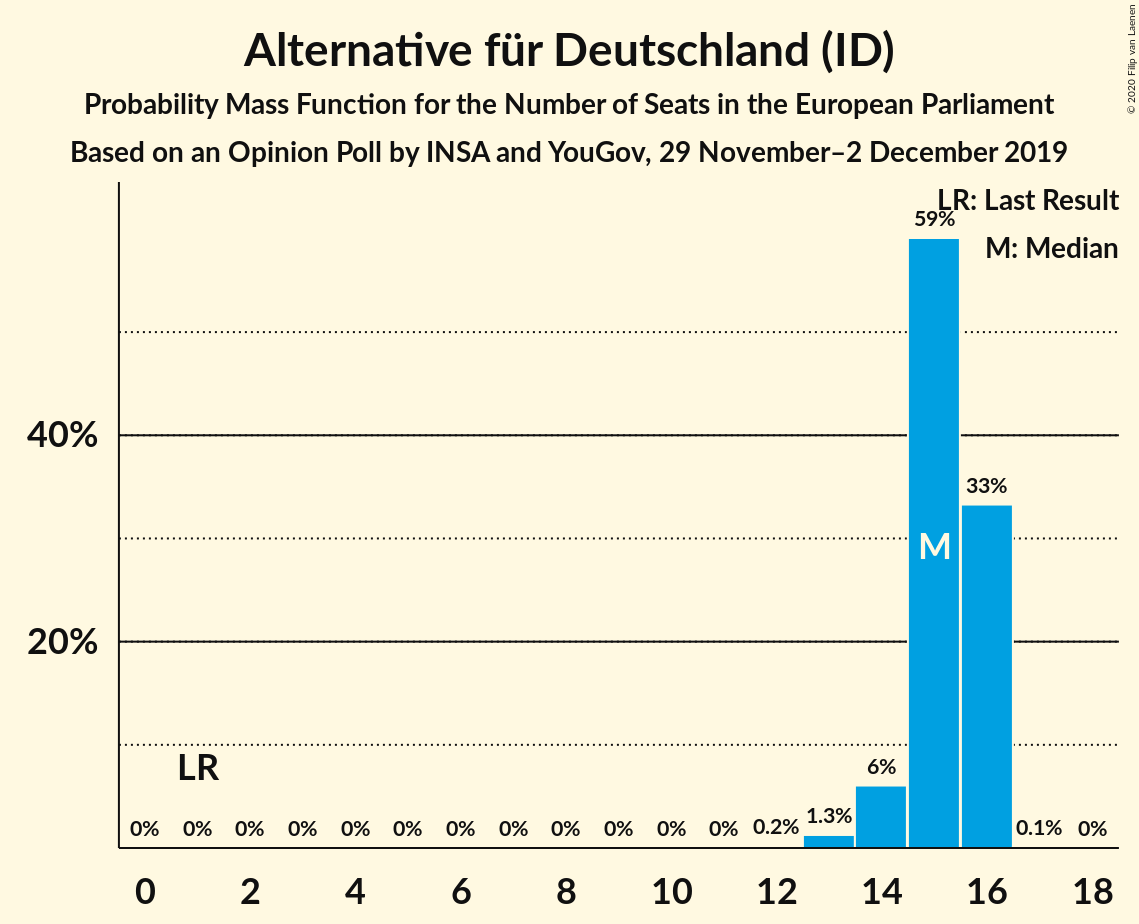 Alternative für Deutschland (ID)
Probability Mass Function for the Number of Seats in the European Parliament
Based on an Opinion Poll by INSA and YouGov, 29 November–2 December 2019
© 2020 Filip van Laenen
LR: Last Result
M: Median
59%
40%
33%
M
20%
LR
6%
0% 0% 0% 0% 0% 0% 0% 0% 0% 0% 0% 0% 0.2% 1.3% 0.1% 0%
0 2 4 6 8 10 12 14 16 18